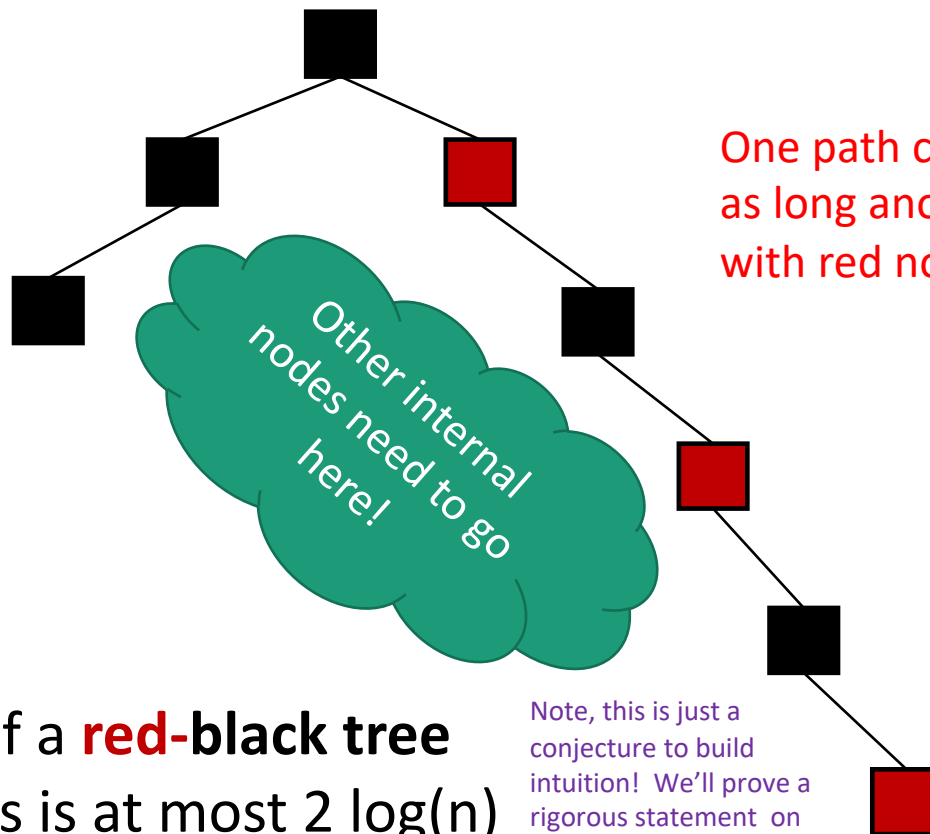 One path c
as long and
with red no
Other internal
nodes need to go
here!
f a red-black tree
s is at most 2 log(n)
Note, this is just a
conjecture to build
intuition! We’ll prove a
rigorous statement on